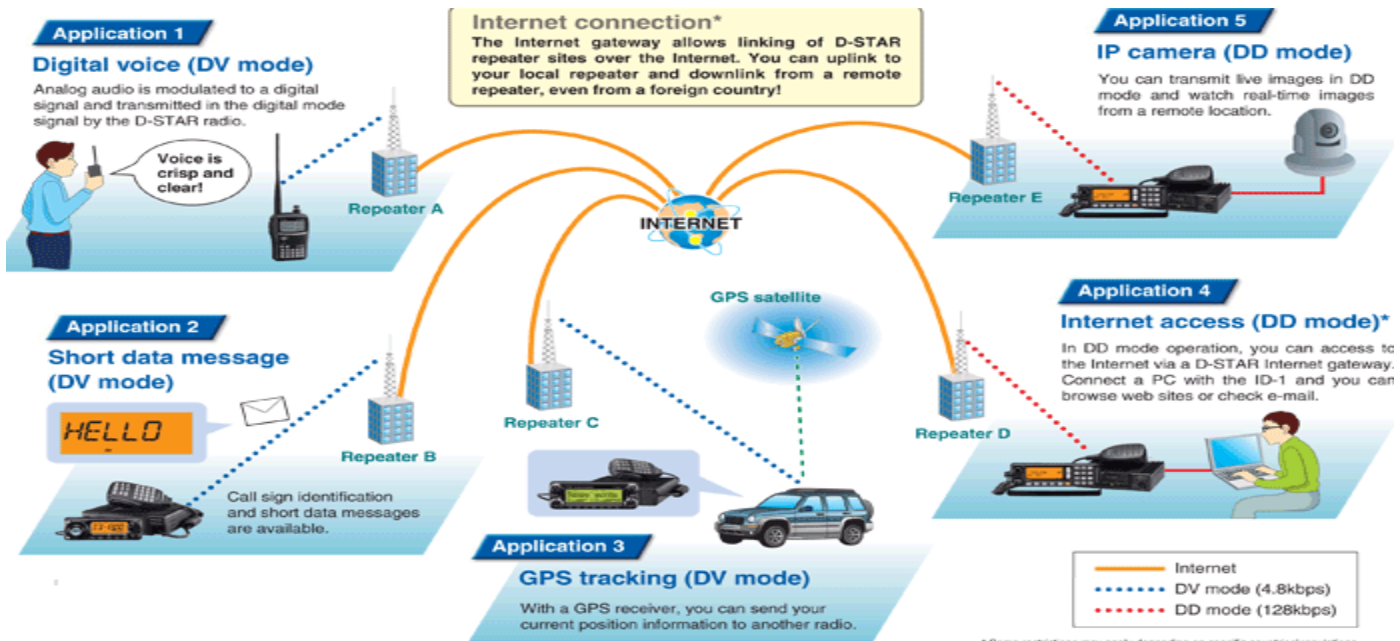 Application 1
Digital voice (DV mode)
Analog audio is modulated to a digital
signal and transmitted in the digital mode
signal by the D-STAR radio.
Voice is
crisp and
clear!
Repeater A
Internet connection*
The Internet gateway allows linking of D-STAR
repeater sites over the Internet. You can uplink to
your local repeater and downlink from a remote
repeater, even from a foreign country!
INTERNET
Application 5
IP camera (DD mode)
You can transmit live images in DD
mode and watch real-time images
from a remote location.
Repeater E
Application 2
Short data message
(DV mode)
HELLO
Repeater B
Call sign identification
and short data messages
are available.
GPS satellite
Repeater C
Application 3
GPS tracking (DV mode)
With a GPS receiver, you can send your
current position information to another radio.
Application 4
Internet access (DD mode)*
In DD mode operation, you can access to
the Internet via a D-STAR Internet gateway.
Connect a PC with the ID-1 and you can
browse web sites or check e-mail.
Repeater D
Internet
DV mode (4.8kbps)
DD mode (128kbps)